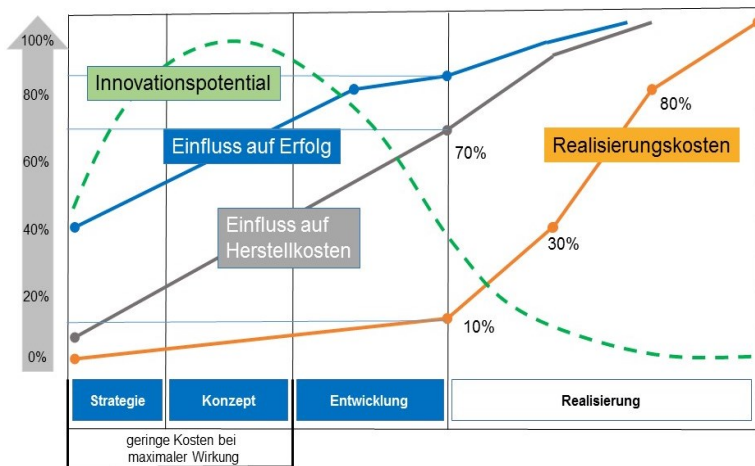 100%
80%
60%
40%
20%
0%
Innovationspotential
Einfluss auf Erfolg
Einfluss auf
Herstellkosten
Realisierungskosten
80%
70%
30%
10%
Strategie
Konzept
Entwicklung
Realisierung
geringe Kosten bei
maximaler Wirkung